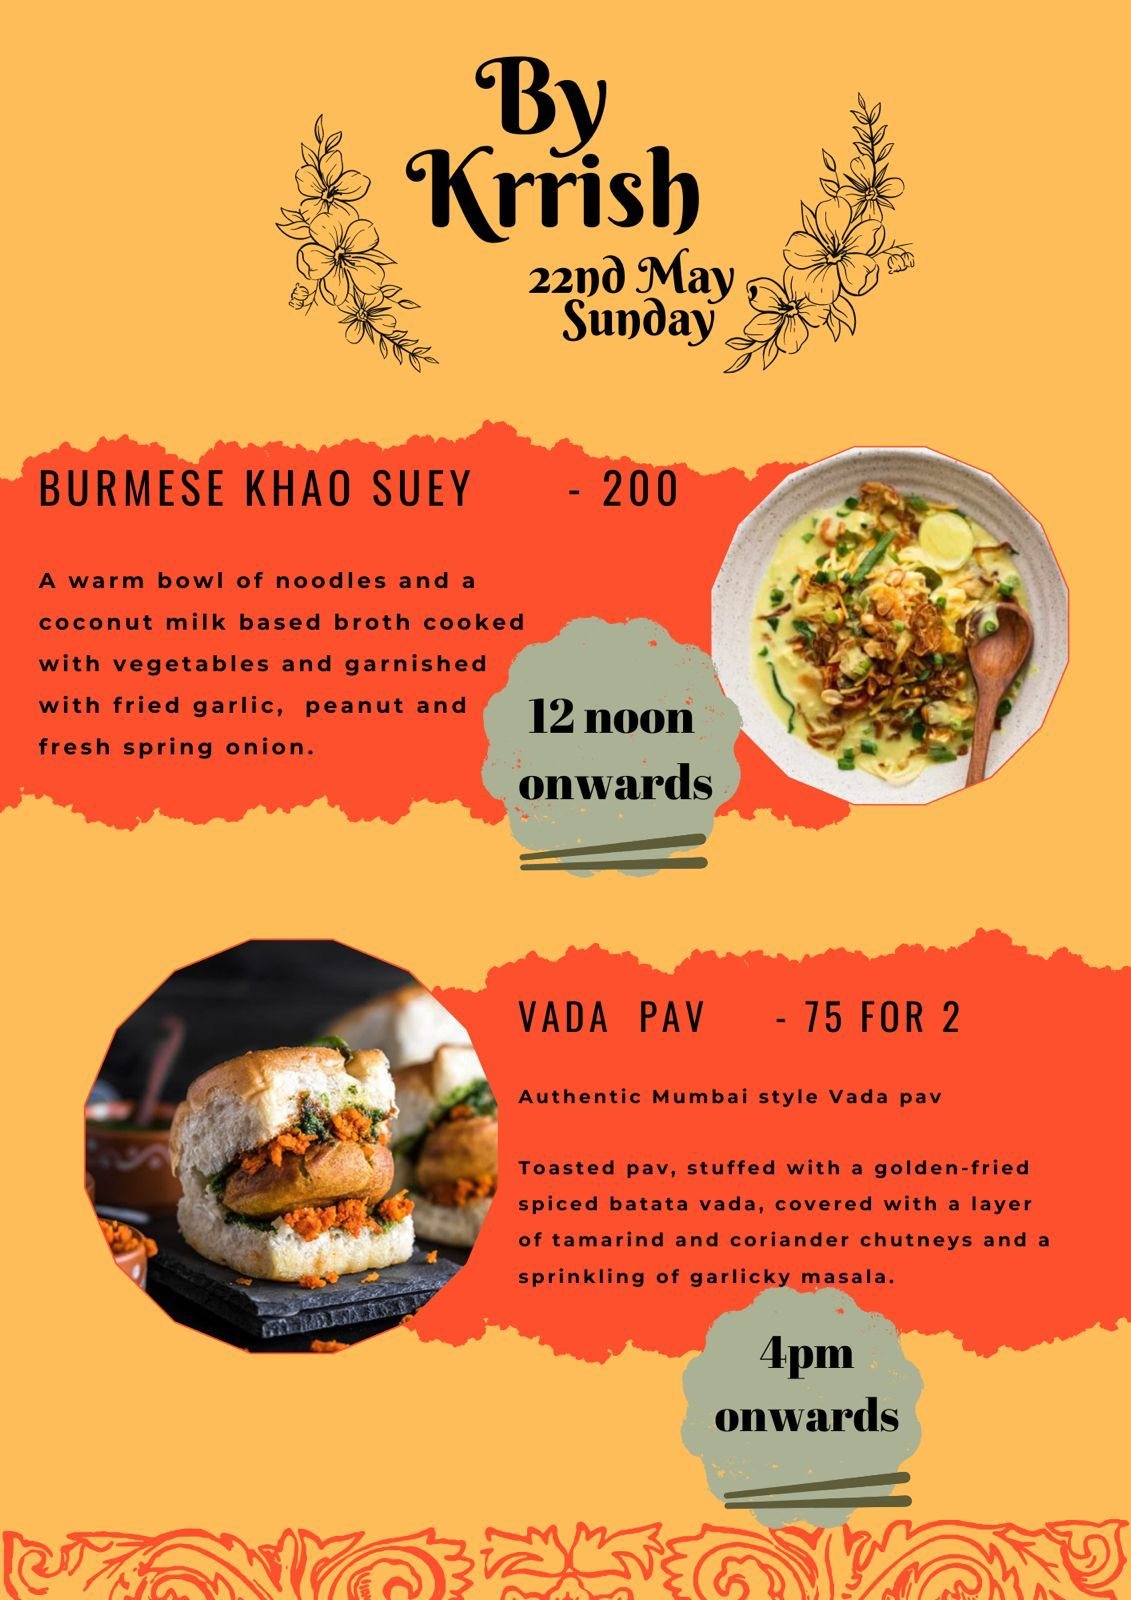 By
Krrish
22nd May,
Sunday
BURMESE KHAO SUEY - 200
A warm bowl of noodles and a
coconut milk based broth cooked
with vegetables and garnished
with fried garlic, peanut and
fresh spring onion.
12 noon
onwards
VADA PAV - 75 FOR 2
Authentic Mumbai style Vada pav
Toasted pav, stuffed with a golden-fried
spiced batata vada, covered with a layer
of tamarind and coriander chutneys and a
sprinkling of garlicky masala.
4pm
onwards